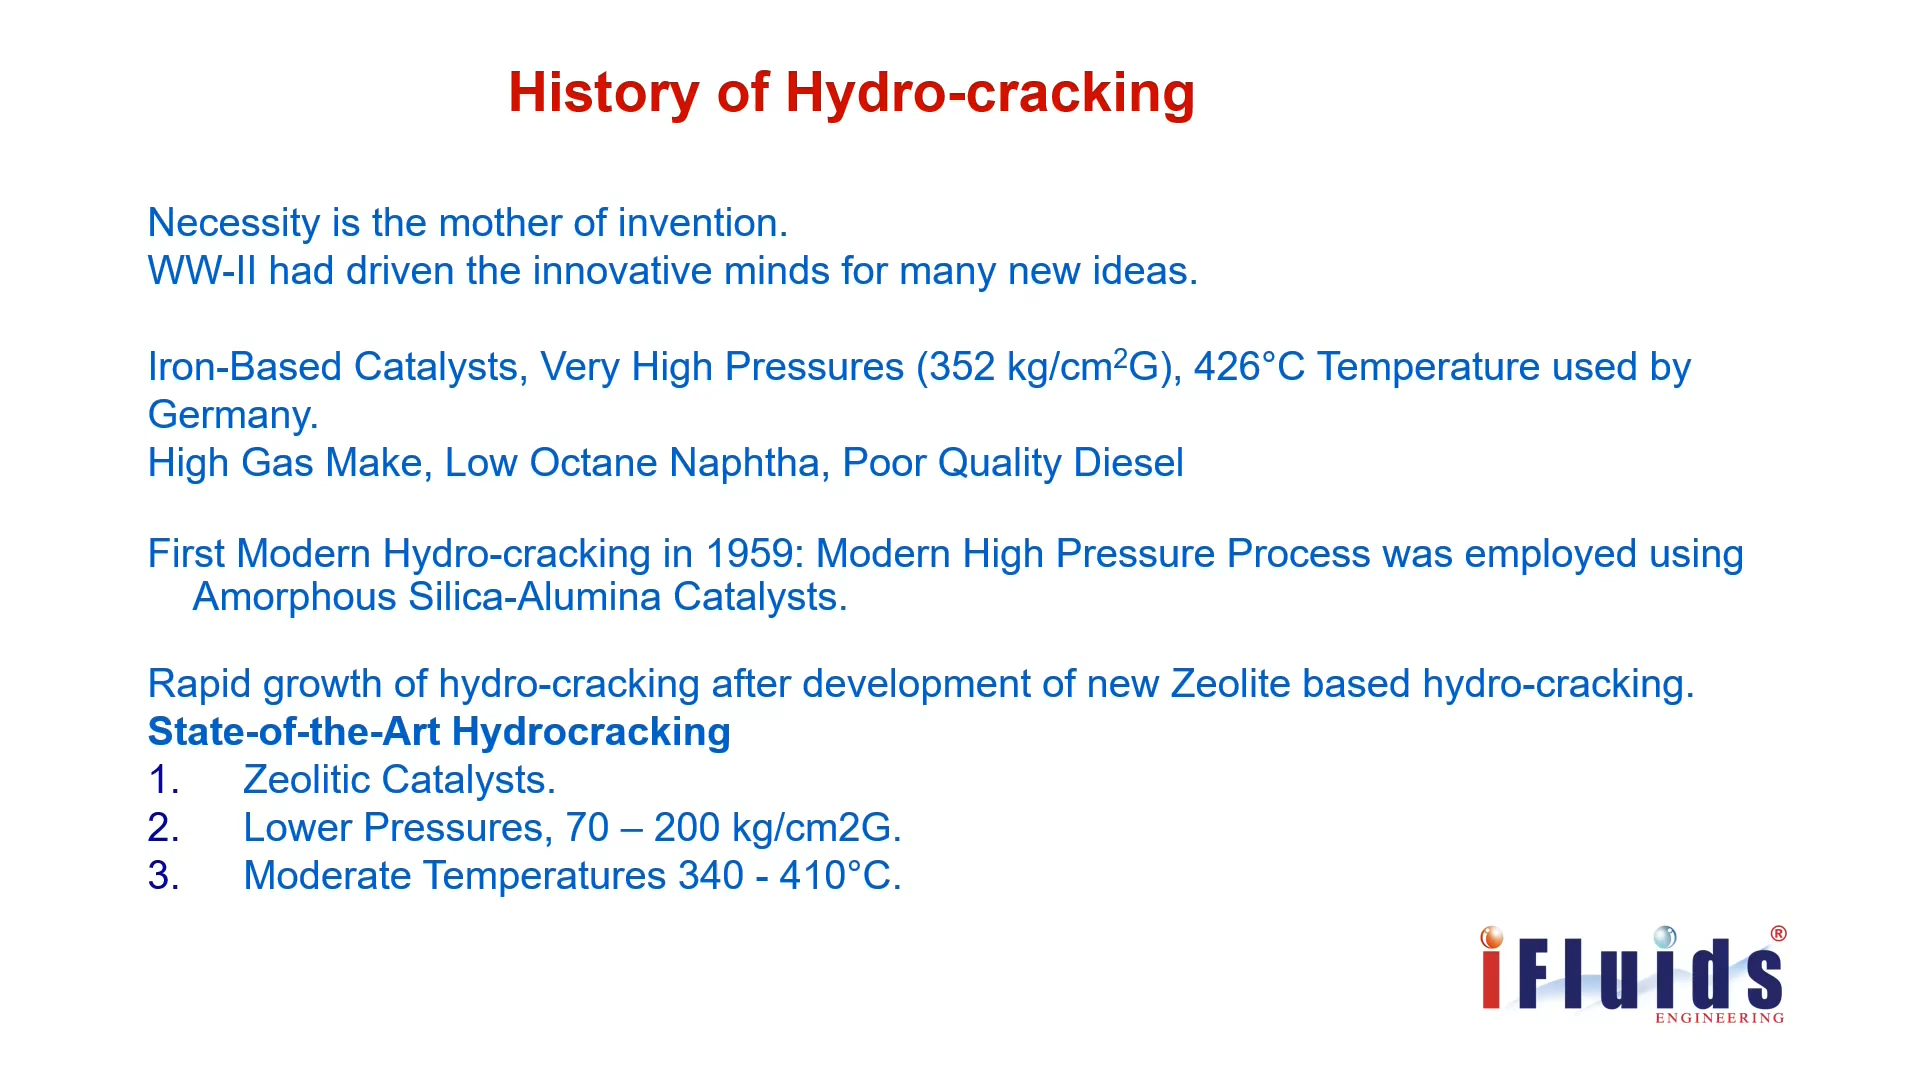 History of Hydro-cracking
Necessity is the mother of invention.
WW-II had driven the innovative minds for many new ideas.
Iron-Based Catalysts, Very High Pressures (352 kg/cm²G), 426°C Temperature used by
Germany.
High Gas Make, Low Octane Naphtha, Poor Quality Diesel
First Modern Hydro-cracking in 1959: Modern High Pressure Process was employed using
Amorphous Silica-Alumina Catalysts.
Rapid growth of hydro-cracking after development of new Zeolite based hydro-cracking.
State-of-the-Art Hydrocracking
1. Zeolitic Catalysts.
2. Lower Pressures, 70 – 200 kg/cm2G.
3. Moderate Temperatures 340 - 410°C.
iFluids®
ENGINEERING